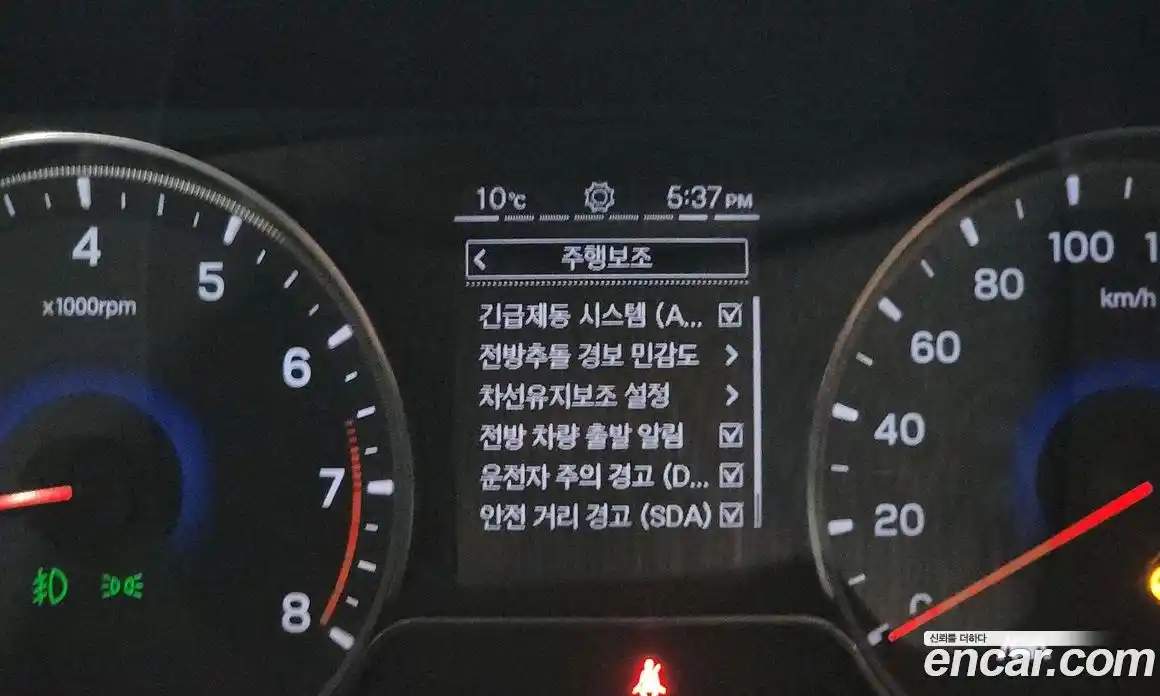 10℃ 5:37 PM
< 주행보조
긴급제동 시스템 (A...
전방추돌 경보 민감도 >
차선유지보조 설정 >
전방 차량 출발 알림
운전자 주의 경고 (D...
안전 거리 경고 (SDA)
4
5
x1000rpm
6
7
8
100
80
km/h
60
40
20
신뢰를 더하다
encar.com